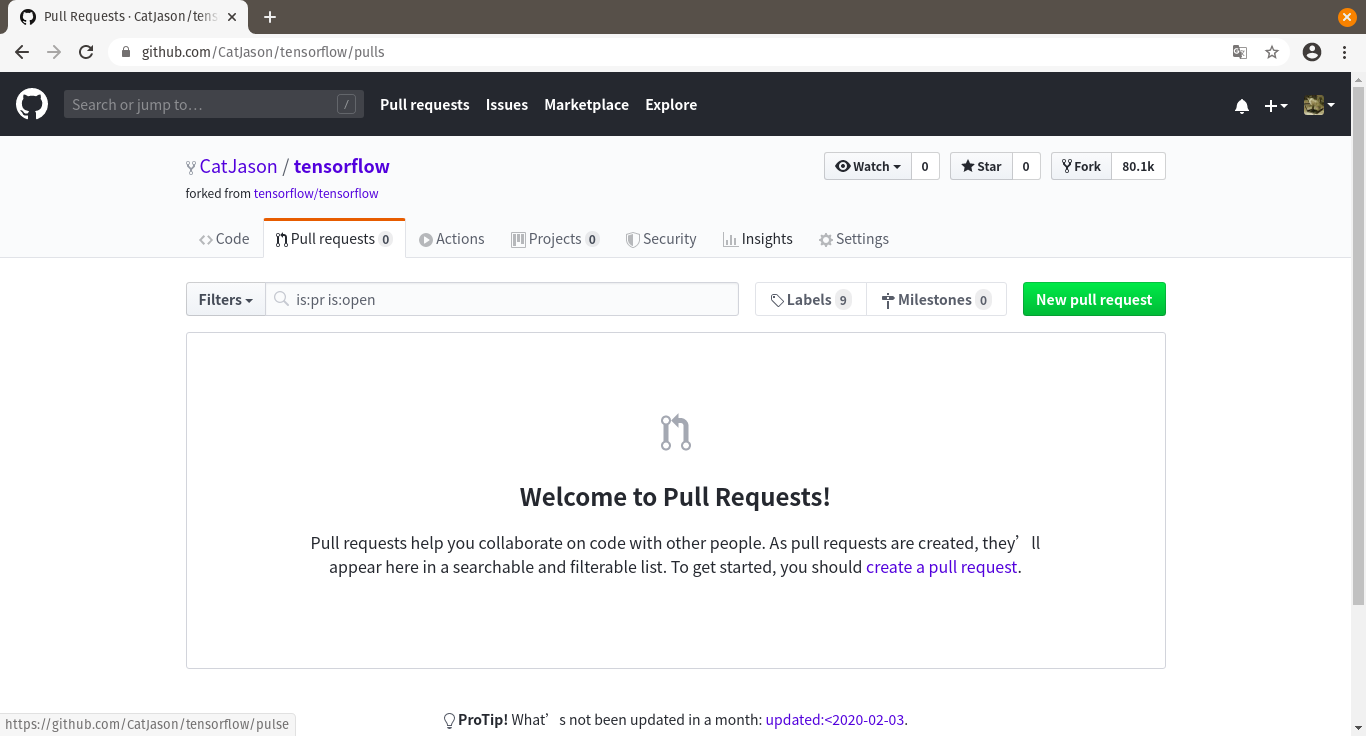 Pull Requests · CatJason/tens
github.com/CatJason/tensorflow/pulls
Search or jump to… / Pull requests Issues Marketplace Explore
CatJason / tensorflow Watch 0 Star 0 Fork 80.1k
forked from tensorflow/tensorflow
Code Pull requests 0 Actions Projects 0 Security Insights Settings
Filters is:pr is:open Labels 9 Milestones 0 New pull request
Welcome to Pull Requests!
Pull requests help you collaborate on code with other people. As pull requests are created, they’ll
appear here in a searchable and filterable list. To get started, you should create a pull request.
ProTip! What’s not been updated in a month: updated:<2020-02-03.
https://github.com/CatJason/tensorflow/pulse